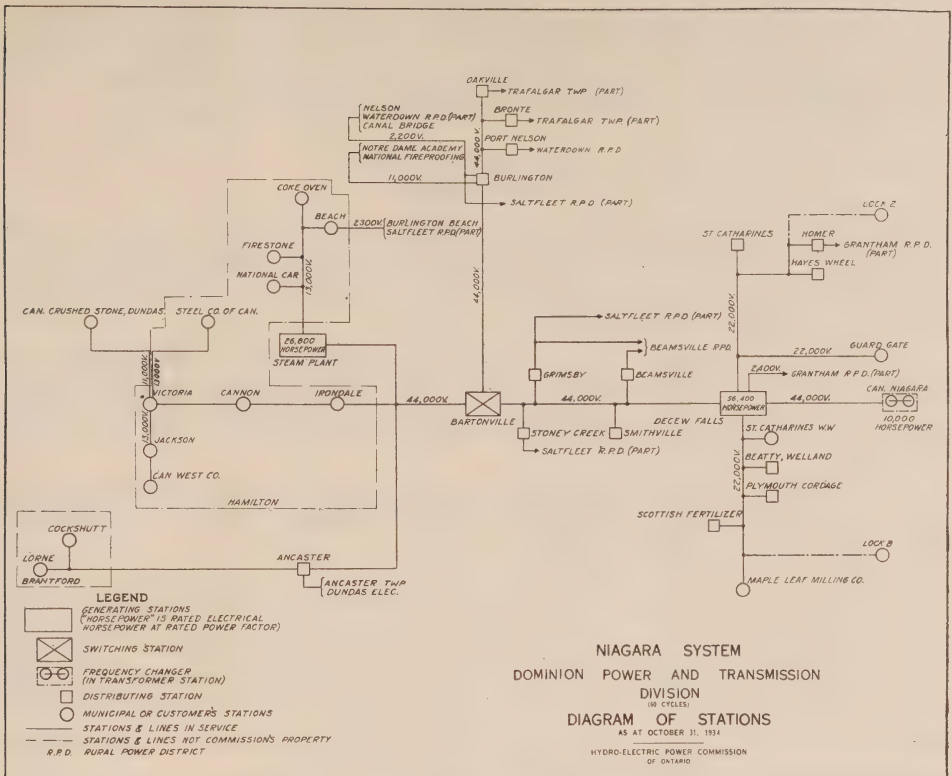 OAKVILLE
TRAFALGAR TWP (PART)
NELSON
WATERDOWN R.P.D.(PART)
CANAL BRIDGE
2,200V.
BRONTE
TRAFALGAR TWP. (PART)
44,000V.
PORT NELSON
WATERDOWN R.P.D
NOTRE DAME ACADEMY
NATIONAL FIREPROOFING
11,000V.
BURLINGTON
SALTFLEET R.P.D (PART)
COKE OVEN
BEACH
2300V.
BURLINGTON BEACH
SALTFLEET R.P.D(PART)
FIRESTONE
NATIONAL CAR
13,000V.
44,000V.
LOCK 2
ST CATHARINES
HOMER
GRANTHAM R.P.D.
(PART)
HAYES WHEEL
22,000V.
CAN. CRUSHED STONE, DUNDAS.
STEEL CO. OF CAN.
26,800
HORSEPOWER
STEAM PLANT
SALTFLEET R.P.D (PART)
BEAMSVILLE R.P.D.
GRIMSBY
BEAMSVILLE
22,000V.
GUARD GATE
2,400V.
GRANTHAM R.P.D.(PART)
11,000V.
13000V
VICTORIA
CANNON
IRONDALE
44,000V.
BARTONVILLE
44,000V.
56,400
HORSEPOWER
DECEW FALLS
44,000V.
CAN. NIAGARA
10,000
HORSEPOWER
13,000V.
JACKSON
CAN WEST CO.
HAMILTON
STONEY CREEK
SMITHVILLE
SALTFLEET R.P.D. (PART)
ST. CATHARINES W.W
BEATTY, WELLAND
22,000V.
PLYMOUTH CORDAGE
SCOTTISH FERTILIZER
LOCK 8
MAPLE LEAF MILLING CO.
COCKSHUTT
LORNE
BRANTFORD
ANCASTER
ANCASTER TWP
DUNDAS ELEC.
LEGEND
GENERATING STATIONS
("HORSEPOWER" IS RATED ELECTRICAL
HORSEPOWER AT RATED POWER FACTOR)
SWITCHING STATION
FREQUENCY CHANGER
(IN TRANSFORMER STATION)
DISTRIBUTING STATION
MUNICIPAL OR CUSTOMER'S STATIONS
STATIONS & LINES IN SERVICE
STATIONS & LINES NOT COMMISSION'S PROPERTY
R.P.D. RURAL POWER DISTRICT
NIAGARA SYSTEM
DOMINION POWER AND TRANSMISSION
DIVISION
(60 CYCLES)
DIAGRAM OF STATIONS
AS AT OCTOBER 31, 1934
HYDRO-ELECTRIC POWER COMMISSION
OF ONTARIO